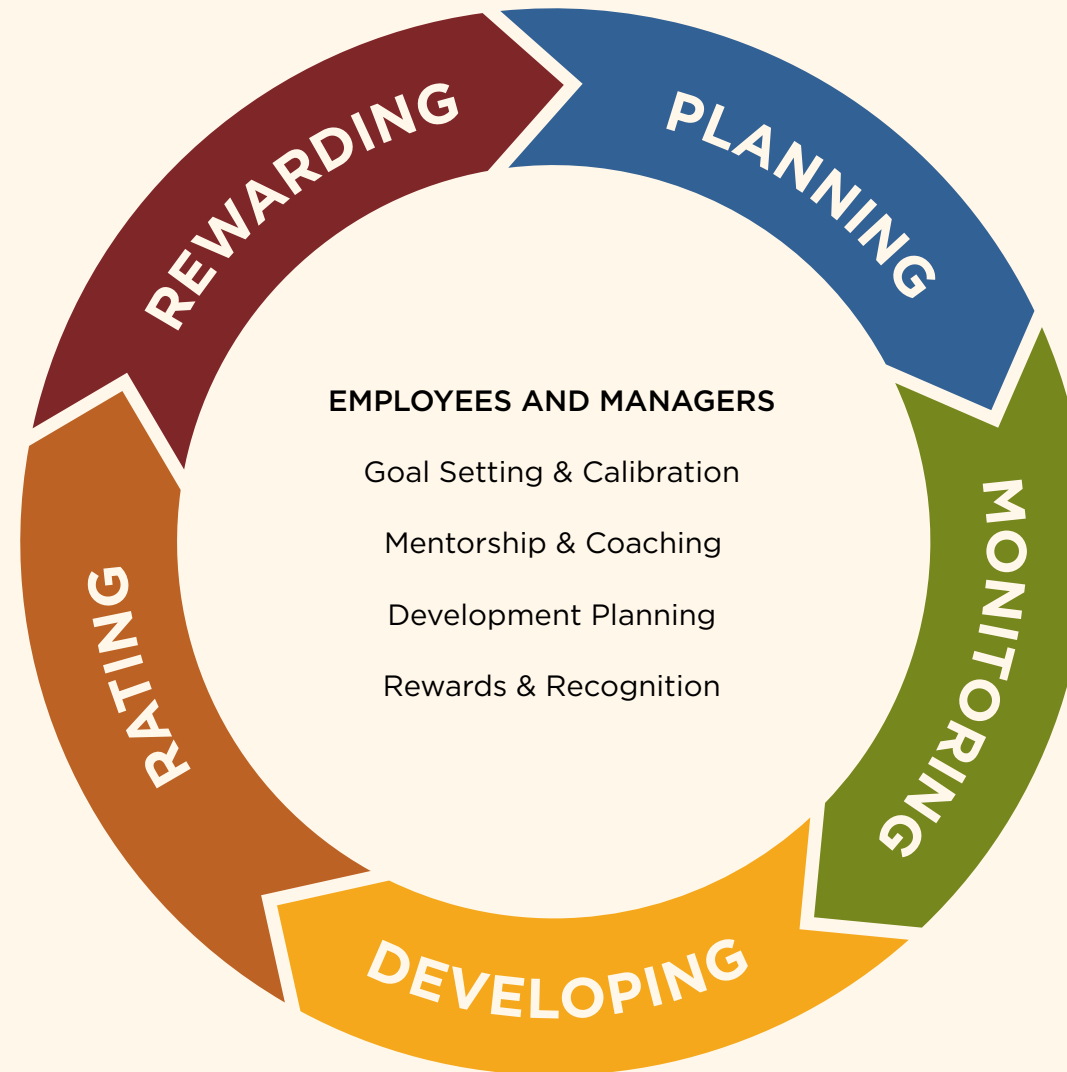 REWARDING
PLANNING
EMPLOYEES AND MANAGERS
Goal Setting & Calibration
Mentorship & Coaching
Development Planning
Rewards & Recognition
MONITORING
RATING
DEVELOPING